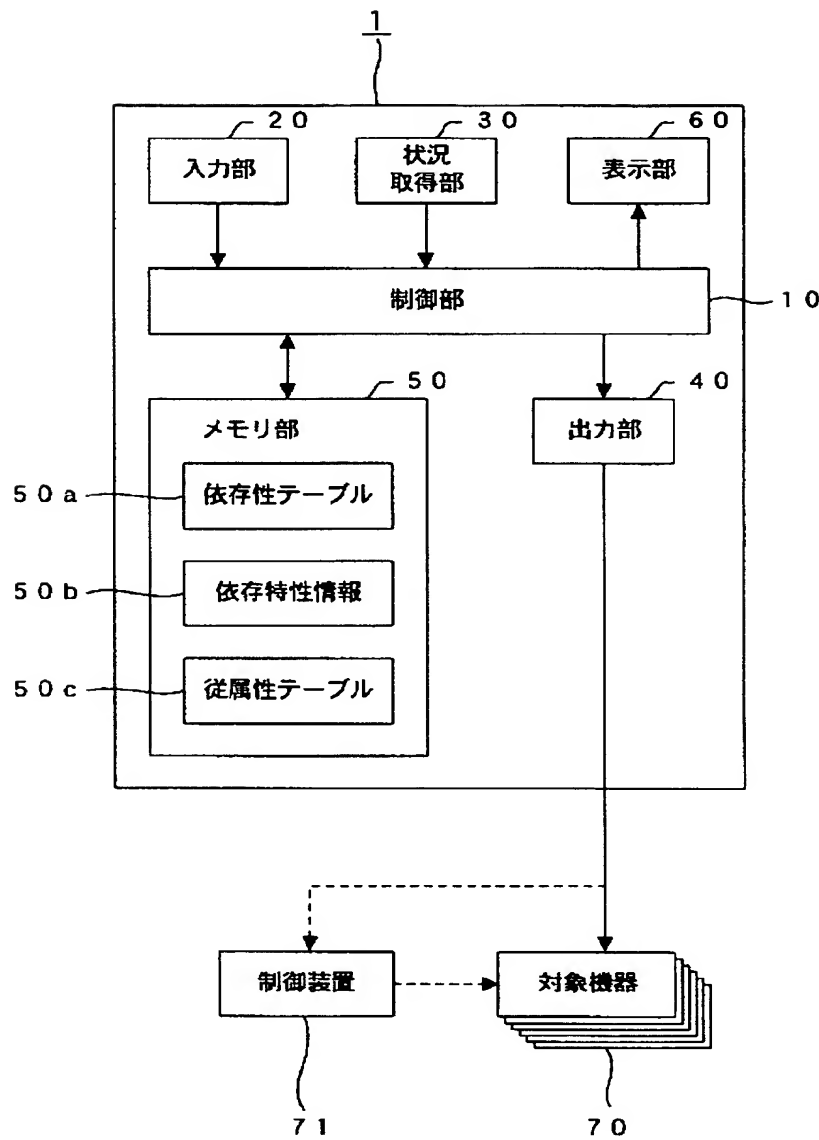 1
20
30
60
入力部
状況
取得部
表示部
制御部
10
50
40
メモリ部
出力部
50a
依存性テーブル
50b
依存特性情報
50c
従属性テーブル
制御装置
対象機器
71
70